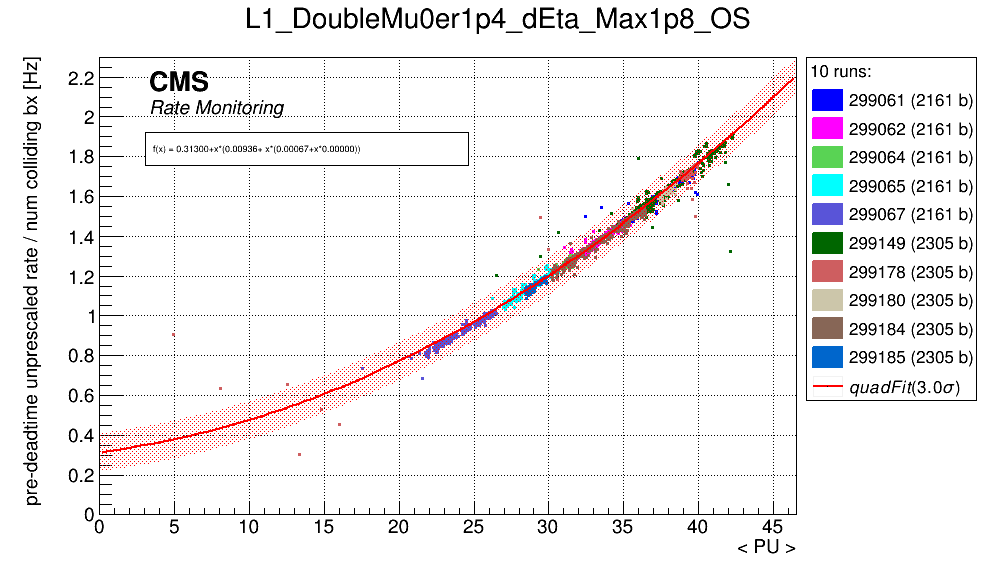 L1_DoubleMu0er1p4_dEta_Max1p8_OS
pre-deadtime unprescaled rate / num colliding bx [Hz]
2.2
2
1.8
1.6
1.4
1.2
1
0.8
0.6
0.4
0.2
0
CMS
Rate Monitoring
f(x) = 0.31300+x*(0.00936+ x*(0.00067+x*0.00000))
0 5 10 15 20 25 30 35 40 45
< PU >
10 runs:
299061 (2161 b)
299062 (2161 b)
299064 (2161 b)
299065 (2161 b)
299067 (2161 b)
299149 (2305 b)
299178 (2305 b)
299180 (2305 b)
299184 (2305 b)
299185 (2305 b)
quadFit(3.0σ)